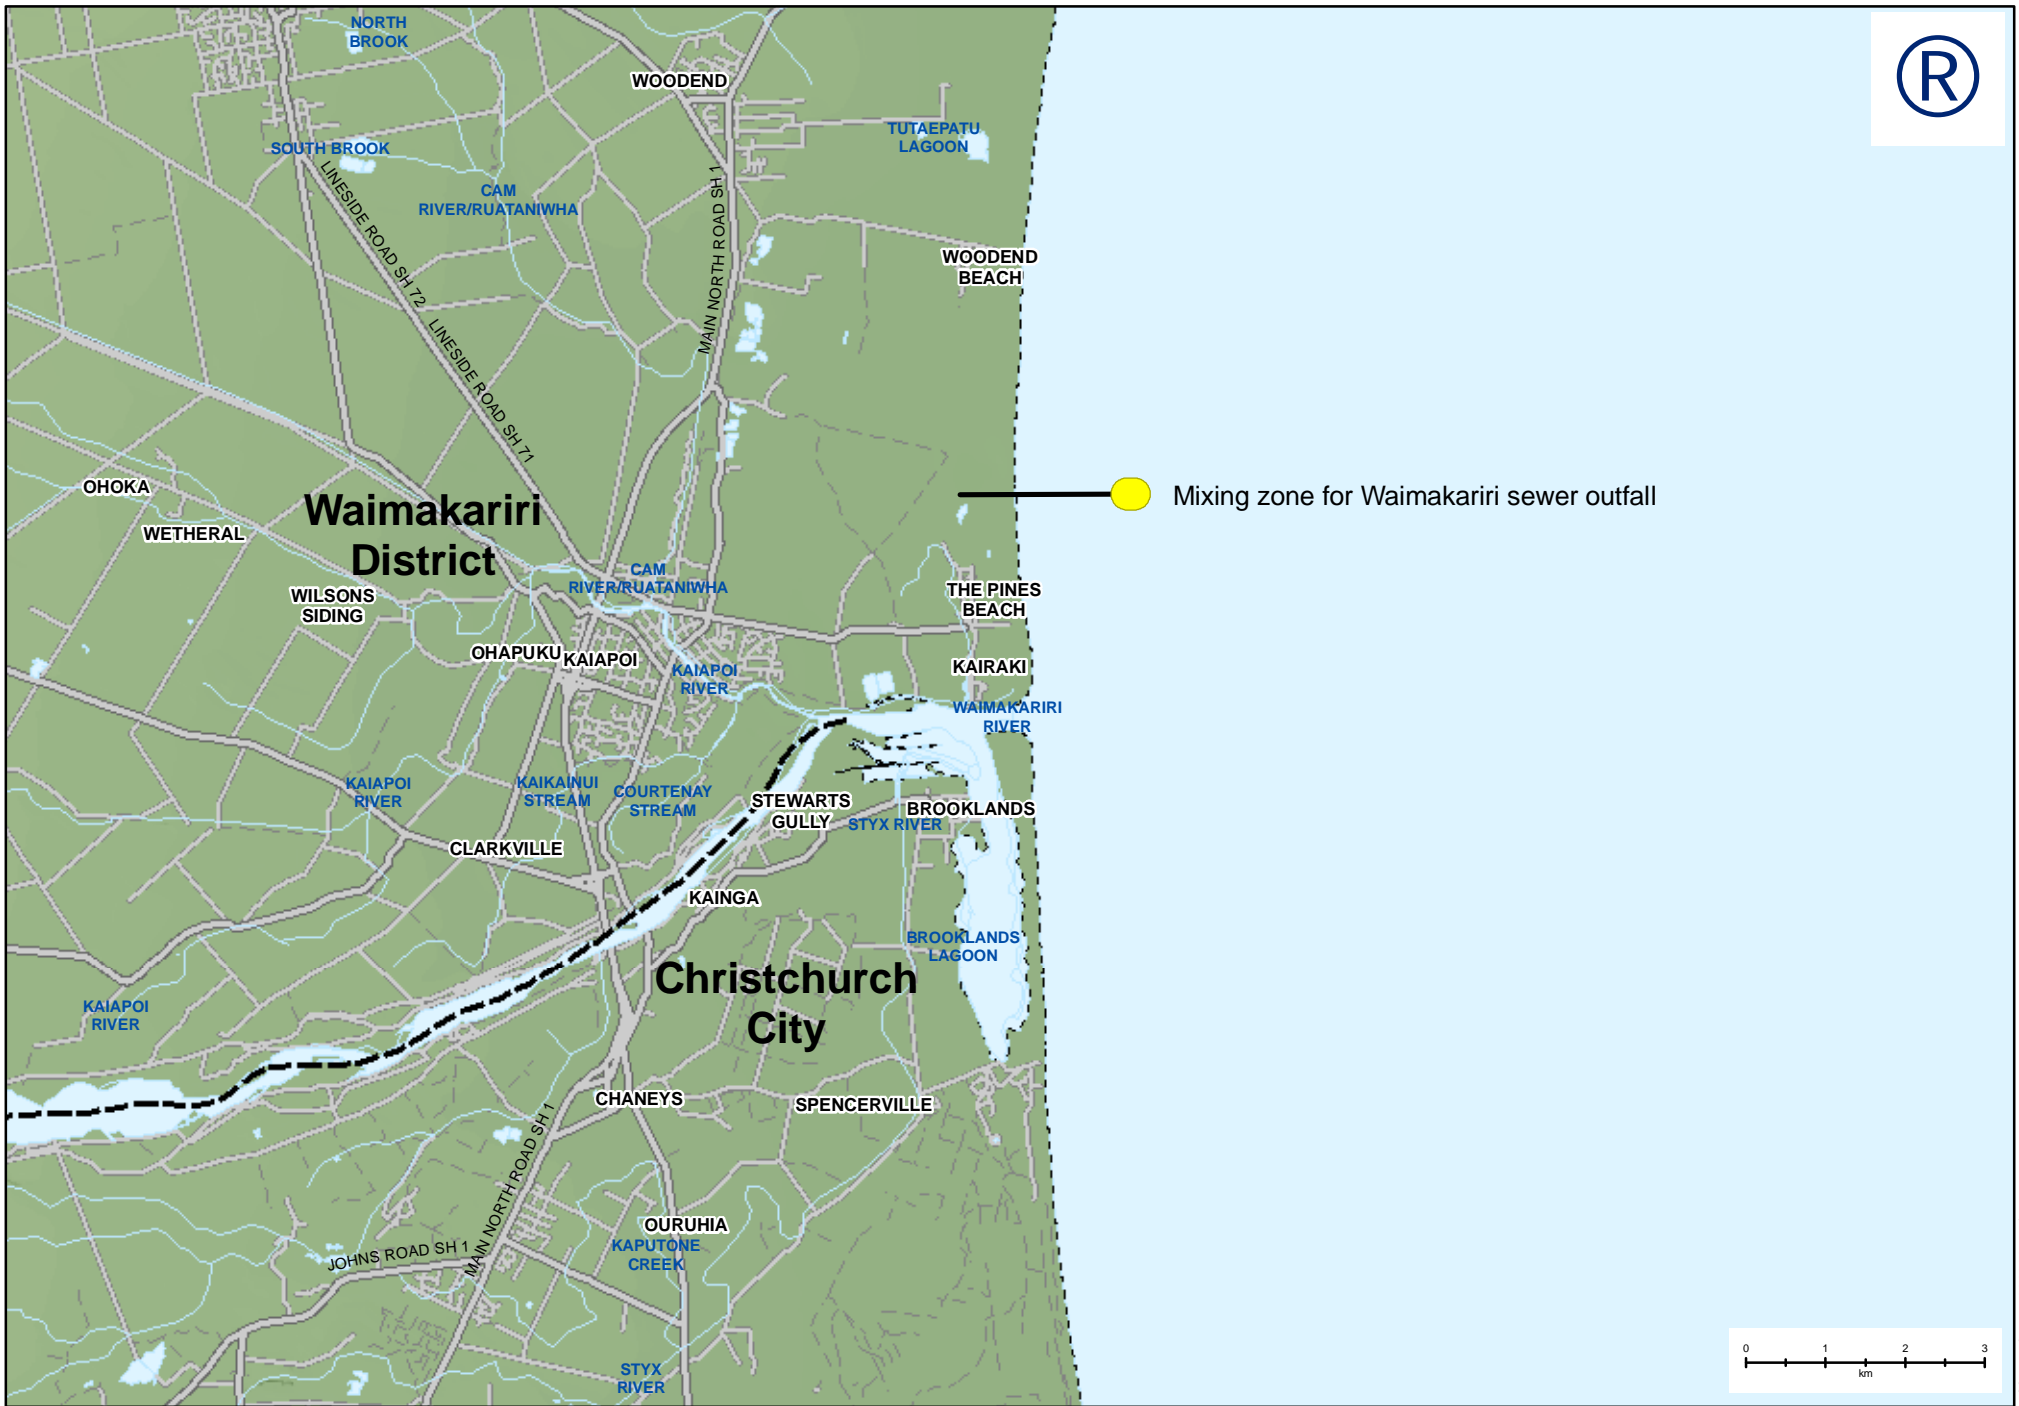 NORTH
BROOK
®
WOODEND
TUTAEPATU
LAGOON
SOUTH BROOK
CAM
RIVER/RUATANIWHA
LINESIDE ROAD SH 72
MAIN NORTH ROAD SH 1
WOODEND
BEACH
LINESIDE ROAD SH 71
OHOKA
Waimakariri
District
Mixing zone for Waimakariri sewer outfall
WETHERAL
CAM
RIVER/RUATANIWHA
THE PINES
BEACH
WILSONS
SIDING
OHAPUKU
KAIAPOI
KAIAPOI
RIVER
KAIRAKI
WAIMAKARIRI
RIVER
KAIAPOI
RIVER
KAIKAINUI
STREAM
COURTENAY
STREAM
STEWARTS
GULLY
BROOKLANDS
STYX RIVER
CLARKVILLE
KAINGA
BROOKLANDS
LAGOON
Christchurch
City
KAIAPOI
RIVER
CHANEYS
SPENCERVILLE
MAIN NORTH ROAD SH 1
OURUHIA
KAPUTONE
CREEK
JOHNS ROAD SH 1
STYX
RIVER
0 1 2 3
km